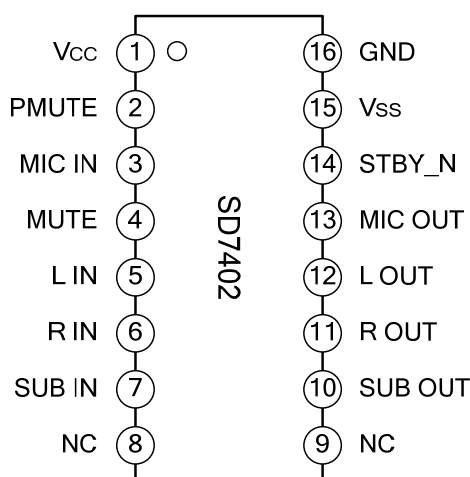 Vcc 1 16 GND
PMUTE 2 15 Vss
MIC IN 3 14 STBY_N
MUTE 4 13 MIC OUT
SD7402
L IN 5 12 L OUT
R IN 6 11 R OUT
SUB IN 7 10 SUB OUT
NC 8 9 NC